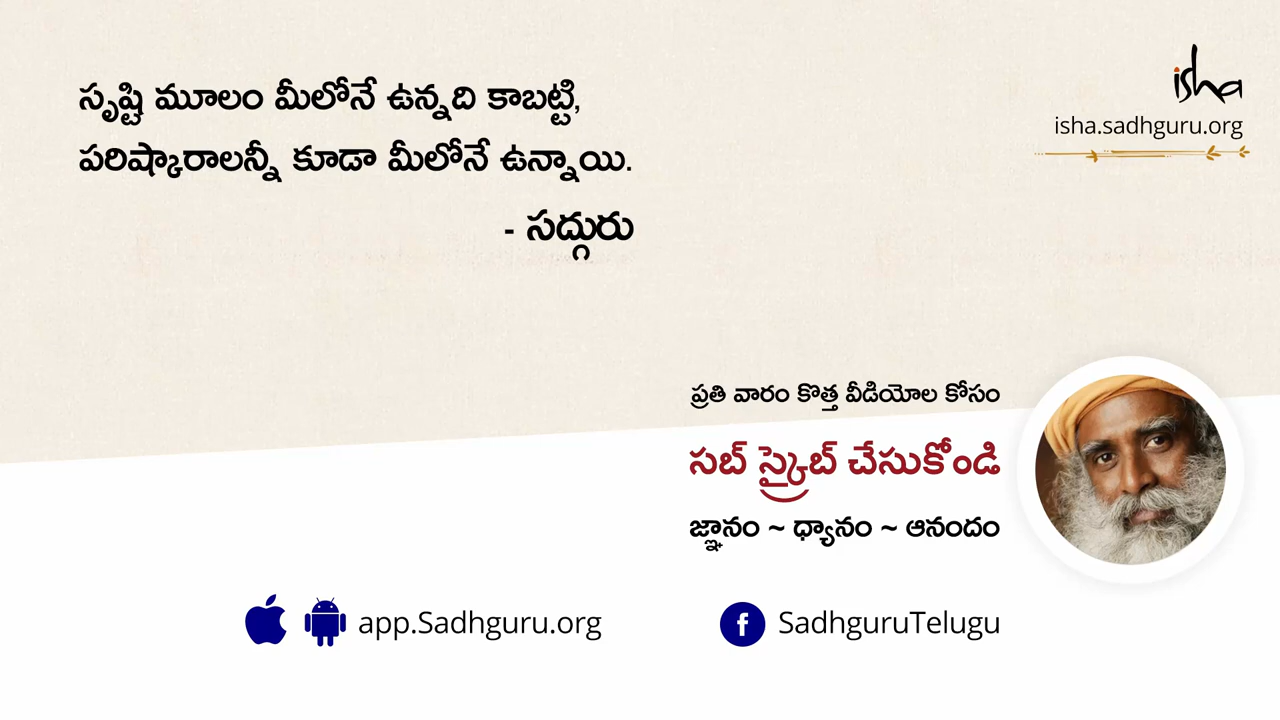 సృష్టి మూలం మీలోనే ఉన్నది కాబట్టి,
పరిష్కారాలన్నీ కూడా మీలోనే ఉన్నాయి.
- సద్గురు
isha
isha.sadhguru.org
ప్రతి వారం కొత్త వీడియోల కోసం
సబ్ స్క్రైబ్ చేసుకోండి
జ్ఞానం ~ ధ్యానం ~ ఆనందం
app.Sadhguru.org
f SadhguruTelugu